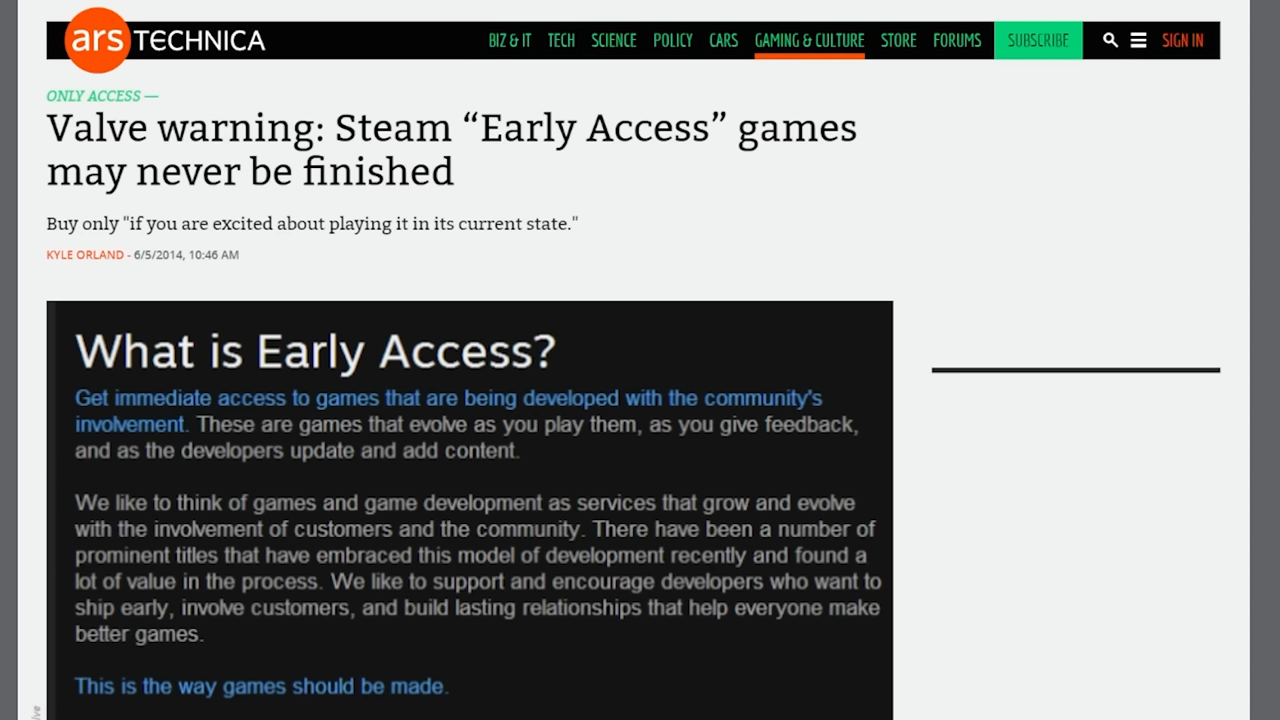 ars TECHNICA
BIZ & IT TECH SCIENCE POLICY CARS GAMING & CULTURE STORE FORUMS SUBSCRIBE SIGN IN
ONLY ACCESS —
Valve warning: Steam “Early Access” games
may never be finished
Buy only "if you are excited about playing it in its current state."
KYLE ORLAND - 6/5/2014, 10:46 AM
What is Early Access?
Get immediate access to games that are being developed with the community's
involvement. These are games that evolve as you play them, as you give feedback,
and as the developers update and add content.
We like to think of games and game development as services that grow and evolve
with the involvement of customers and the community. There have been a number of
prominent titles that have embraced this model of development recently and found a
lot of value in the process. We like to support and encourage developers who want to
ship early, involve customers, and build lasting relationships that help everyone make
better games.
This is the way games should be made.